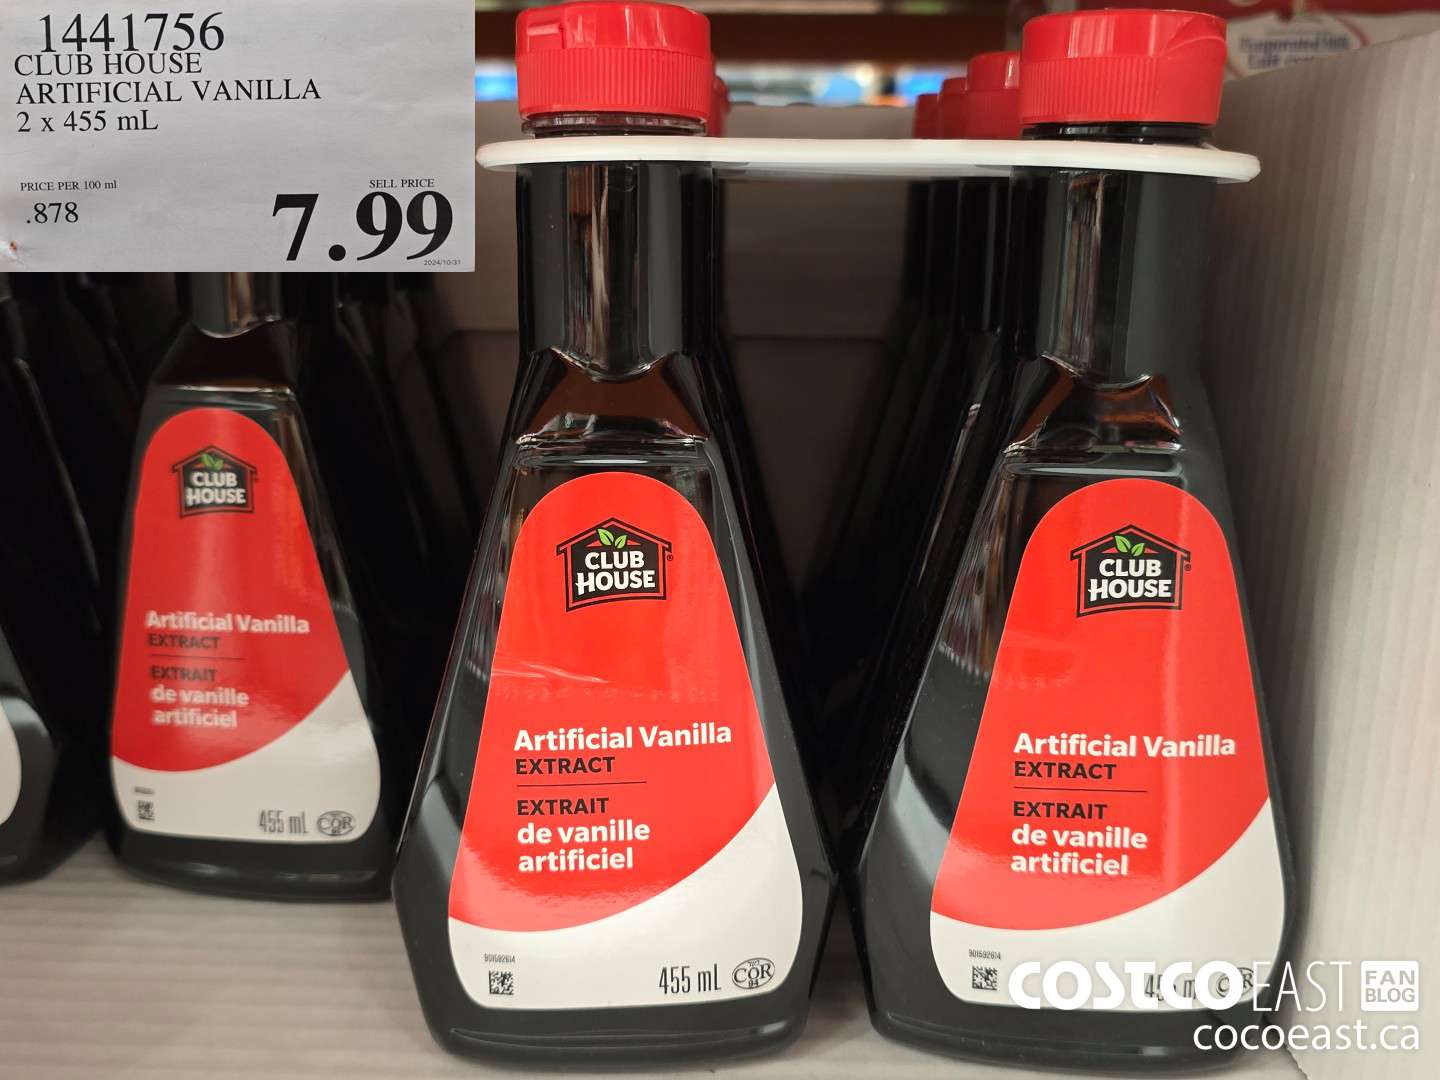 1441756
CLUB HOUSE
ARTIFICIAL VANILLA
2 x 455 mL
PRICE PER 100 ml
.878
SELL PRICE
7.99
2024/10/31
CLUB
HOUSE
Artificial Vanilla
EXTRACT
EXTRAIT
de vanille
artificiel
455 mL
COR
CLUB
HOUSE®
Artificial Vanilla
EXTRACT
EXTRAIT
de vanille
artificiel
901592614
455 mL
COR
94
CLUB
HOUSE®
Artificial Vanilla
EXTRACT
EXTRAIT
de vanille
artificiel
901592614
COSTCO EAST FAN BLOG
cocoeast.ca